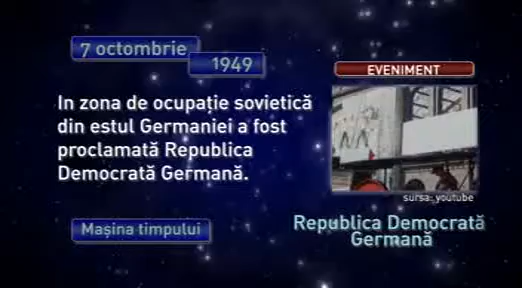 7 octombrie
1949
In zona de ocupație sovietică
din estul Germaniei a fost
proclamată Republica
Democrată Germană.
Mașina timpului
EVENIMENT
sursa: youtube
Republica Democrată
Germană